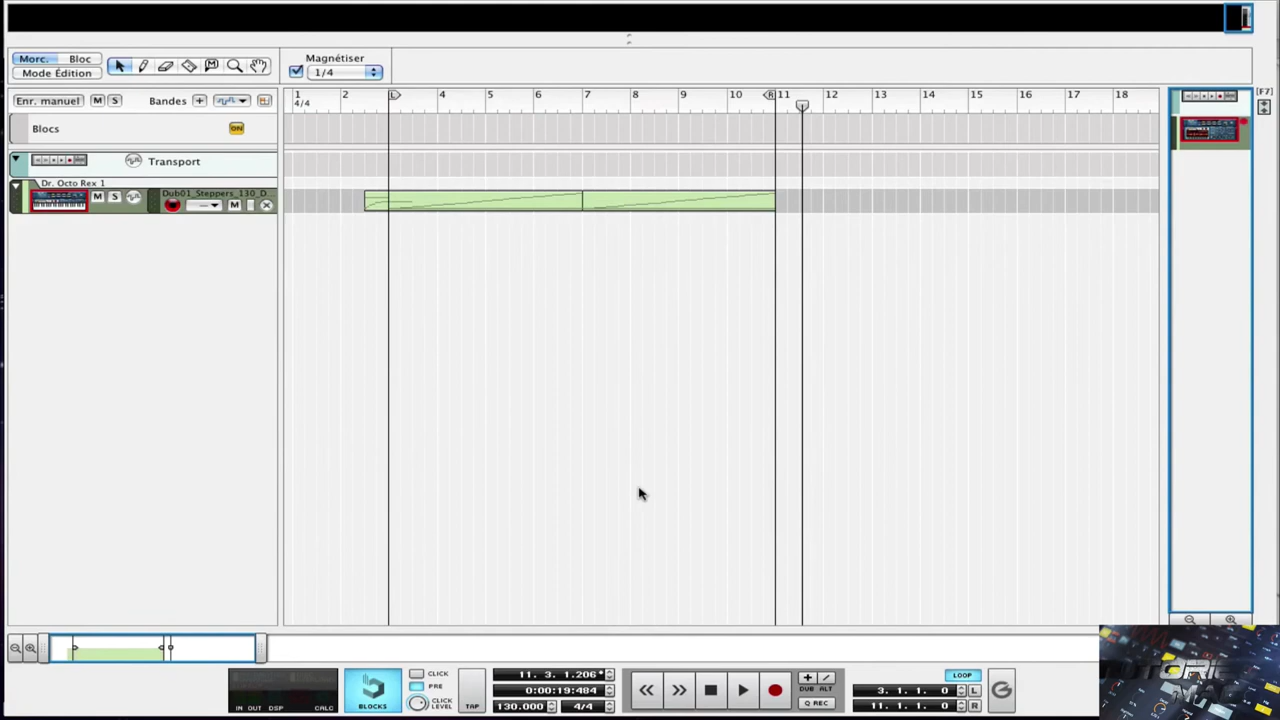 Morc. Bloc
Mode Édition
Magnétiser
1/4
Enr. manuel M S Bandes +
1 2 L 4 5 6 7 8 9 10 R 11 12 13 14 15 16 17 18
4/4
[F7]
Blocs ON
Transport
Dr. Octo Rex 1
M S Dub01_Steppers_130_D
— M
CLICK
PRE
CLICK LEVEL
IN OUT DSP CALC
BLOCKS
TAP
11. 3. 1.206*
0:00:19:484
130.000 4/4
DUB ALT
Q REC
LOOP
3. 1. 1. 0 L
11. 1. 1. 0 R